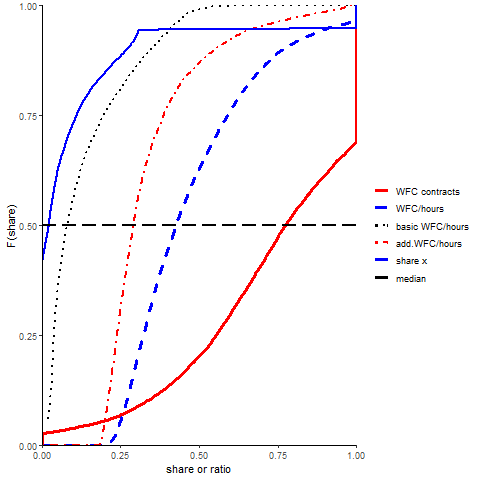 1.00
0.75
0.50
0.25
0.00
F(share)
0.00 0.25 0.50 0.75 1.00
share or ratio
WFC contracts
WFC/hours
basic WFC/hours
add.WFC/hours
share x
median